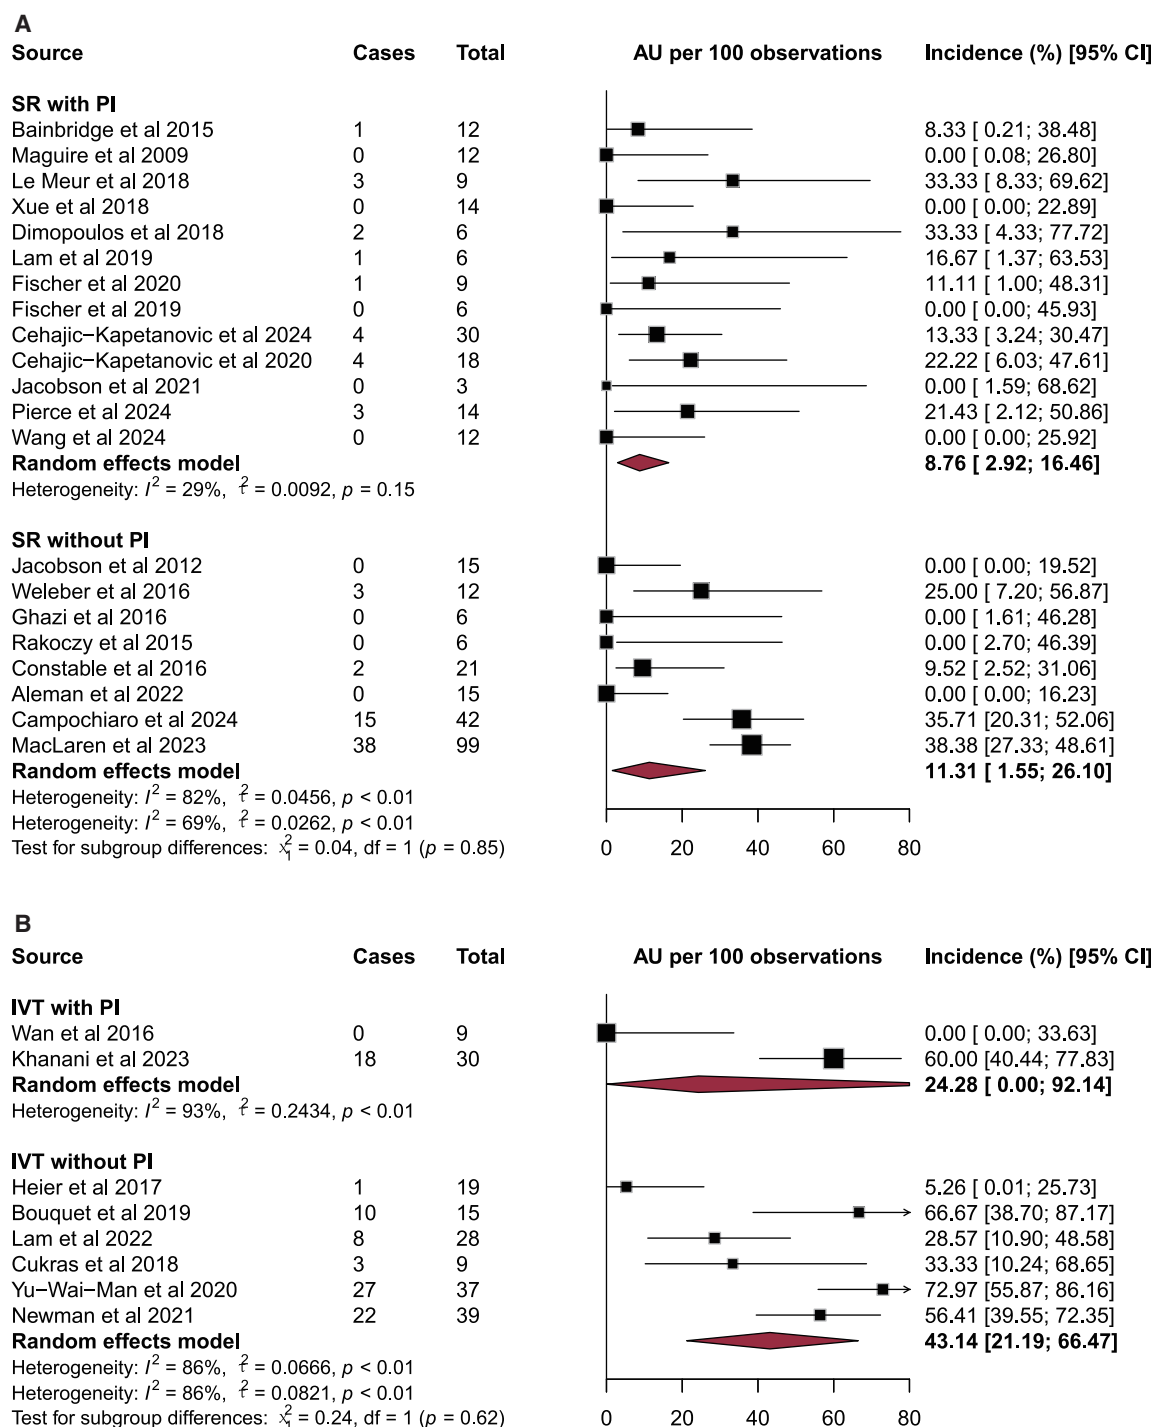 A
Source Cases Total AU per 100 observations Incidence (%) [95% CI]
SR with PI
Bainbridge et al 2015 1 12 8.33 [ 0.21; 38.48]
Maguire et al 2009 0 12 0.00 [ 0.08; 26.80]
Le Meur et al 2018 3 9 33.33 [ 8.33; 69.62]
Xue et al 2018 0 14 0.00 [ 0.00; 22.89]
Dimopoulos et al 2018 2 6 33.33 [ 4.33; 77.72]
Lam et al 2019 1 6 16.67 [ 1.37; 63.53]
Fischer et al 2020 1 9 11.11 [ 1.00; 48.31]
Fischer et al 2019 0 6 0.00 [ 0.00; 45.93]
Cehajic−Kapetanovic et al 2024 4 30 13.33 [ 3.24; 30.47]
Cehajic−Kapetanovic et al 2020 4 18 22.22 [ 6.03; 47.61]
Jacobson et al 2021 0 3 0.00 [ 1.59; 68.62]
Pierce et al 2024 3 14 21.43 [ 2.12; 50.86]
Wang et al 2024 0 12 0.00 [ 0.00; 25.92]
Random effects model 8.76 [ 2.92; 16.46]
Heterogeneity: I² = 29%, τ² = 0.0092, p = 0.15
SR without PI
Jacobson et al 2012 0 15 0.00 [ 0.00; 19.52]
Weleber et al 2016 3 12 25.00 [ 7.20; 56.87]
Ghazi et al 2016 0 6 0.00 [ 1.61; 46.28]
Rakoczy et al 2015 0 6 0.00 [ 2.70; 46.39]
Constable et al 2016 2 21 9.52 [ 2.52; 31.06]
Aleman et al 2022 0 15 0.00 [ 0.00; 16.23]
Campochiaro et al 2024 15 42 35.71 [20.31; 52.06]
MacLaren et al 2023 38 99 38.38 [27.33; 48.61]
Random effects model 11.31 [ 1.55; 26.10]
Heterogeneity: I² = 82%, τ² = 0.0456, p < 0.01
Heterogeneity: I² = 69%, τ² = 0.0262, p < 0.01
Test for subgroup differences: χ²₁ = 0.04, df = 1 (p = 0.85)
0 20 40 60 80
B
Source Cases Total AU per 100 observations Incidence (%) [95% CI]
IVT with PI
Wan et al 2016 0 9 0.00 [ 0.00; 33.63]
Khanani et al 2023 18 30 60.00 [40.44; 77.83]
Random effects model 24.28 [ 0.00; 92.14]
Heterogeneity: I² = 93%, τ² = 0.2434, p < 0.01
IVT without PI
Heier et al 2017 1 19 5.26 [ 0.01; 25.73]
Bouquet et al 2019 10 15 66.67 [38.70; 87.17]
Lam et al 2022 8 28 28.57 [10.90; 48.58]
Cukras et al 2018 3 9 33.33 [10.24; 68.65]
Yu−Wai−Man et al 2020 27 37 72.97 [55.87; 86.16]
Newman et al 2021 22 39 56.41 [39.55; 72.35]
Random effects model 43.14 [21.19; 66.47]
Heterogeneity: I² = 86%, τ² = 0.0666, p < 0.01
Heterogeneity: I² = 86%, τ² = 0.0821, p < 0.01
Test for subgroup differences: χ²₁ = 0.24, df = 1 (p = 0.62)
0 20 40 60 80